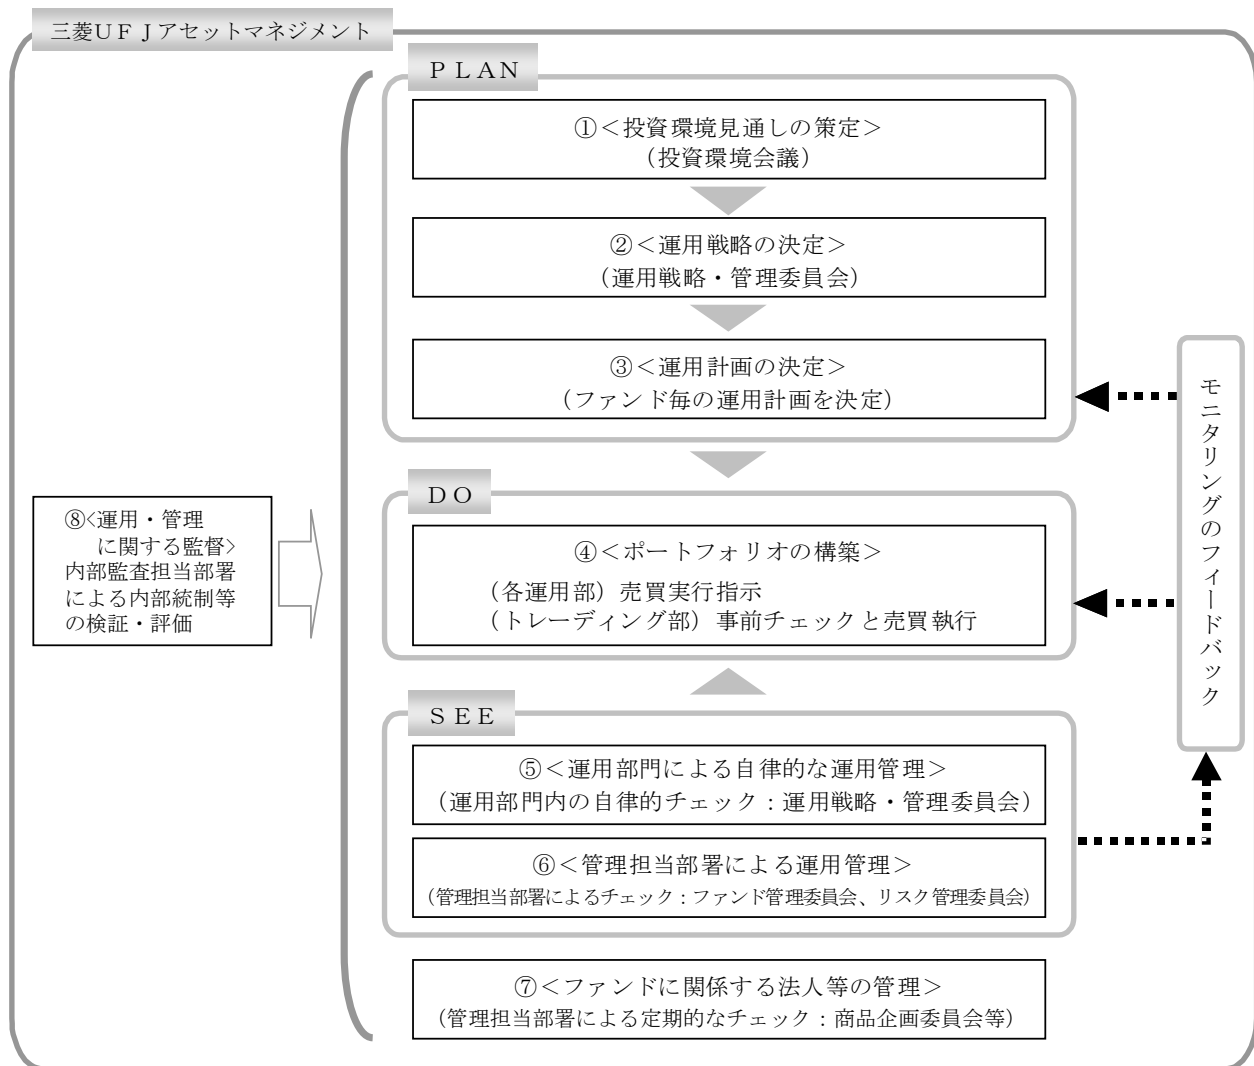 三菱ＵＦＪアセットマネジメント
ＰＬＡＮ
①＜投資環境見通しの策定＞
（投資環境会議）
②＜運用戦略の決定＞
（運用戦略・管理委員会）
③＜運用計画の決定＞
（ファンド毎の運用計画を決定）
ＤＯ
④＜ポートフォリオの構築＞
（各運用部）売買実行指示
（トレーディング部）事前チェックと売買執行
ＳＥＥ
⑤＜運用部門による自律的な運用管理＞
（運用部門内の自律的チェック：運用戦略・管理委員会）
⑥＜管理担当部署による運用管理＞
（管理担当部署によるチェック：ファンド管理委員会、リスク管理委員会）
⑦＜ファンドに関係する法人等の管理＞
（管理担当部署による定期的なチェック：商品企画委員会等）
⑧<運用・管理
に関する監督>
内部監査担当部署
による内部統制等
の検証・評価
モニタリングのフィードバック